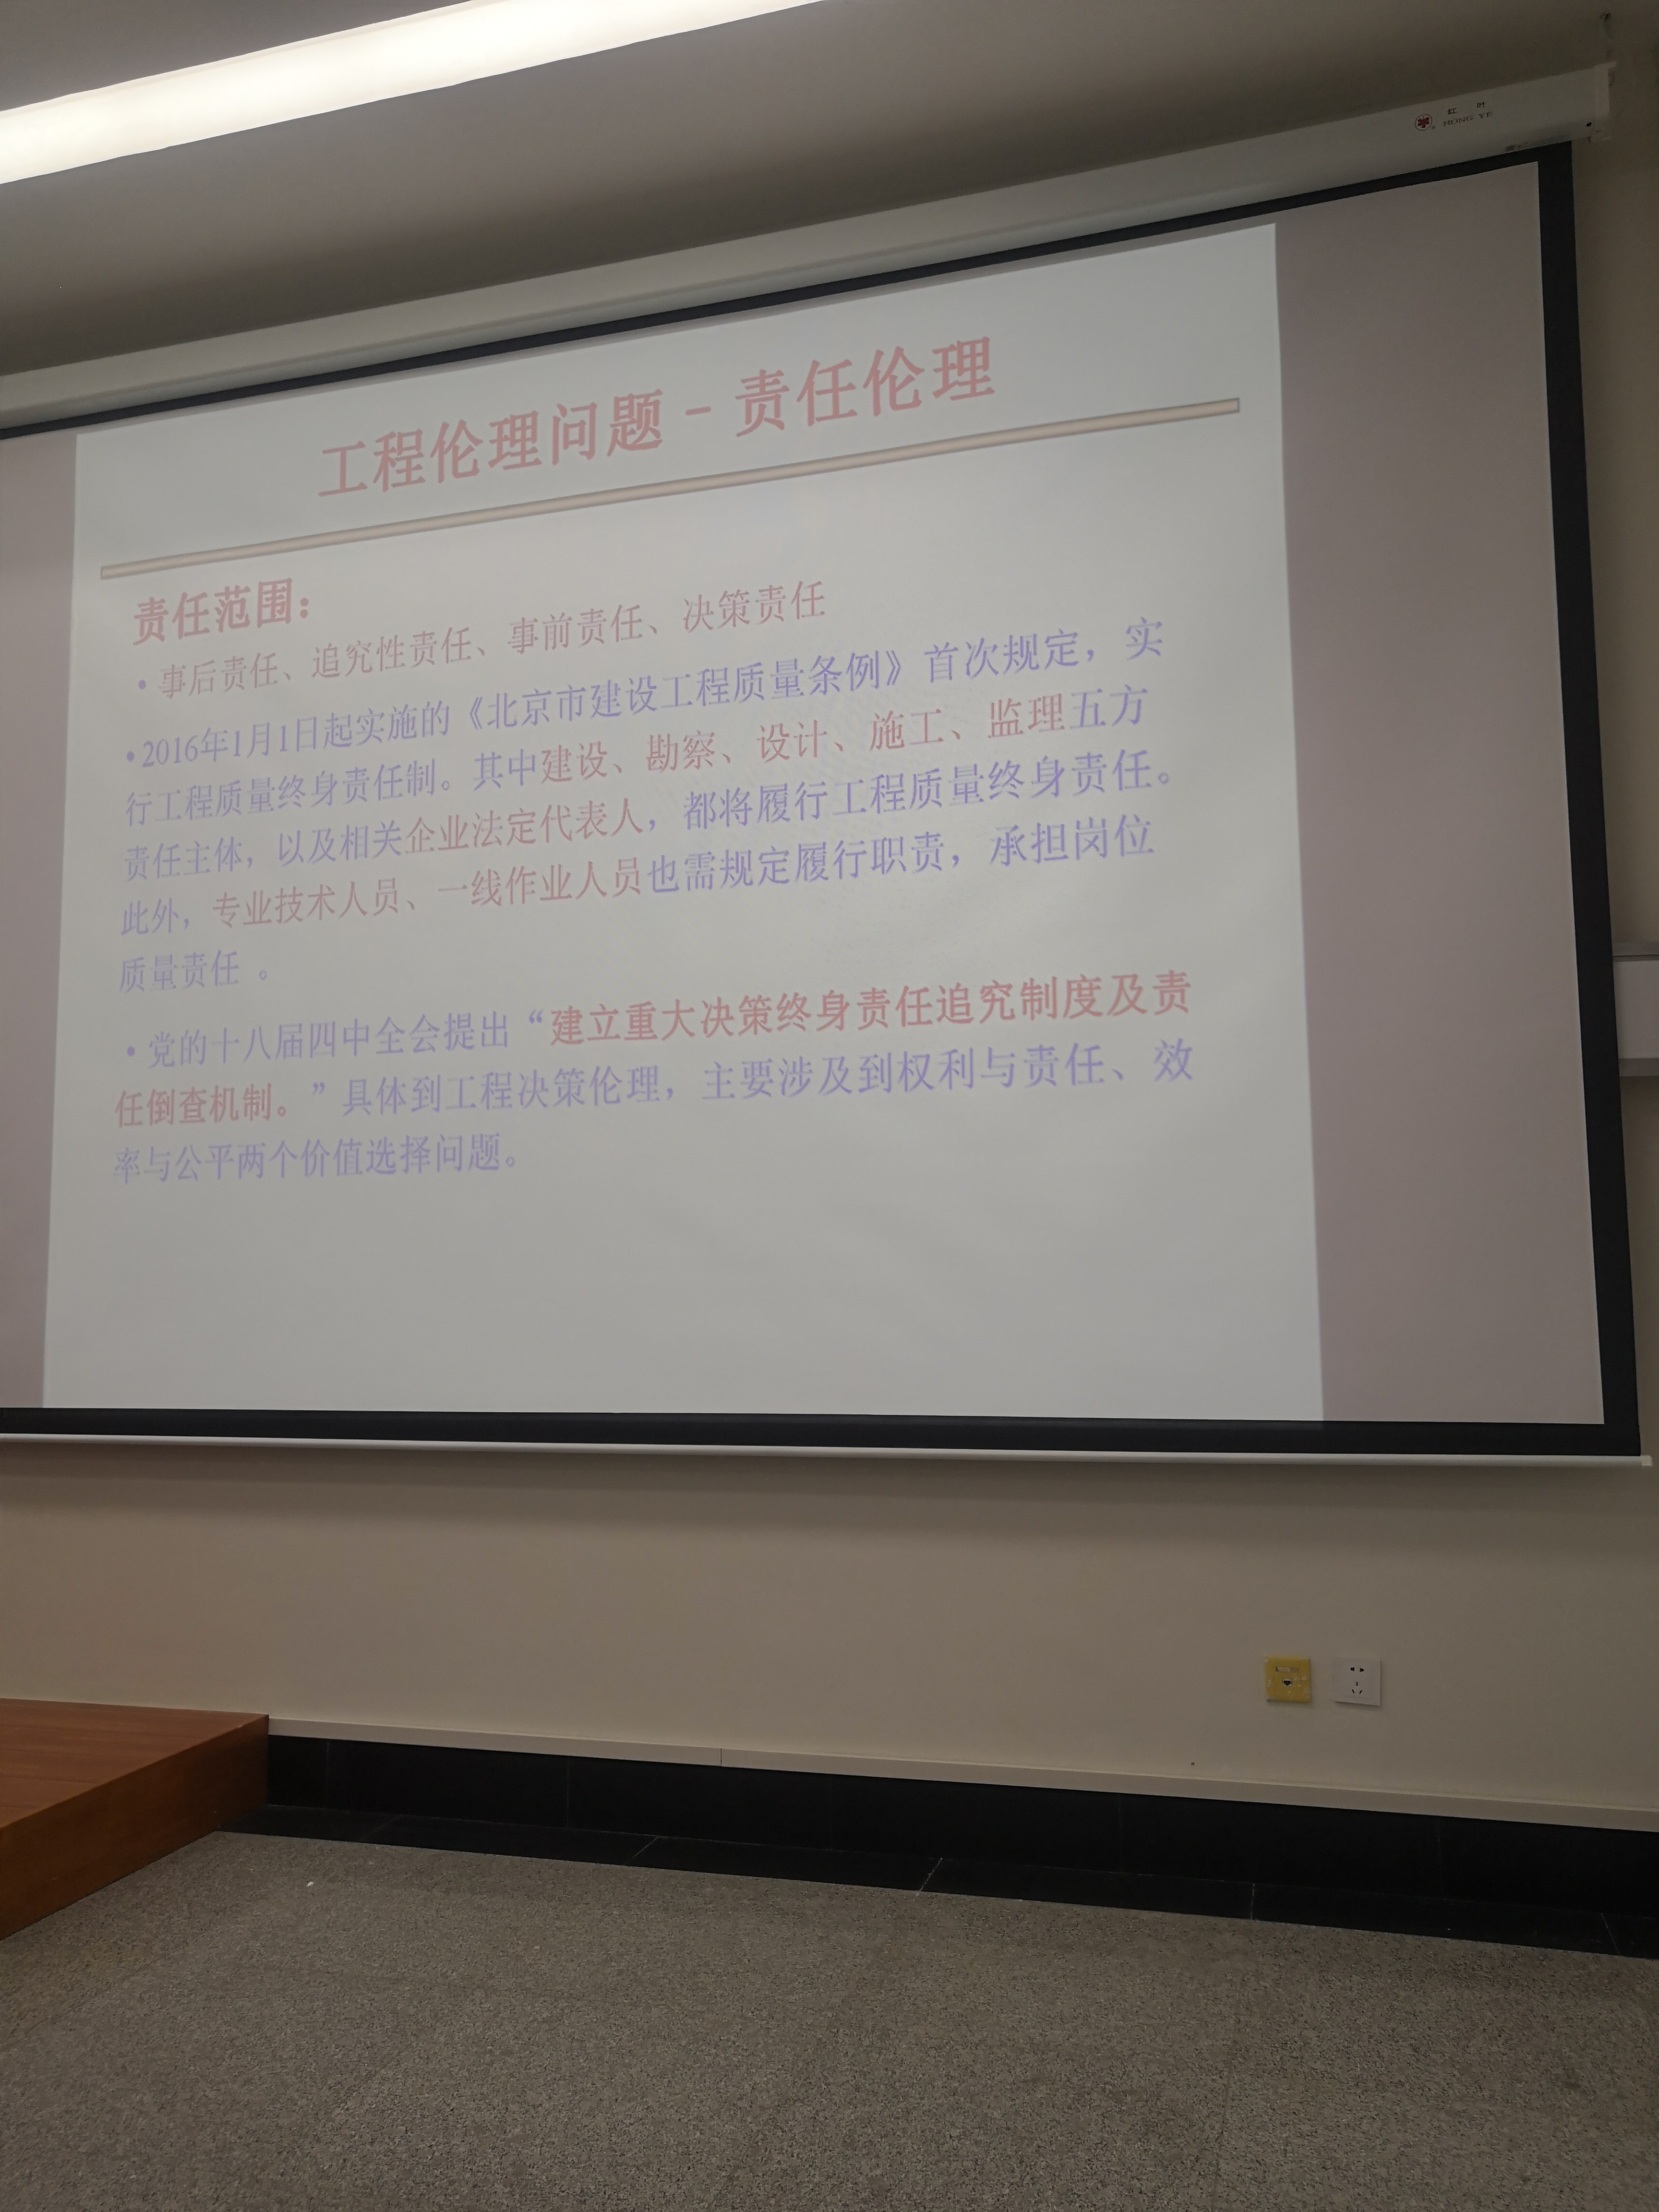 红 叶
HONG YE
工程伦理问题－责任伦理
责任范围：
• 事后责任、追究性责任、事前责任、决策责任
• 2016年1月1日起实施的《北京市建设工程质量条例》首次规定，实
行工程质量终身责任制。其中建设、勘察、设计、施工、监理五方
责任主体，以及相关企业法定代表人，都将履行工程质量终身责任。
此外，专业技术人员、一线作业人员也需规定履行职责，承担岗位
质量责任 。
• 党的十八届四中全会提出“建立重大决策终身责任追究制度及责
任倒查机制。”具体到工程决策伦理，主要涉及到权利与责任、效
率与公平两个价值选择问题。